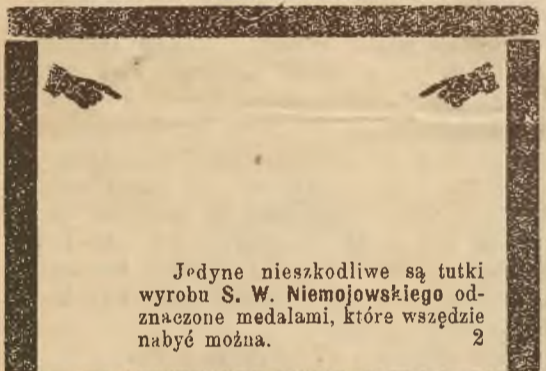 Jedyne nieszkodliwe są tutki
wyrobu S. W. Niemojowskiego od-
znaczone medalami, które wszędzie
nabyć można. 2